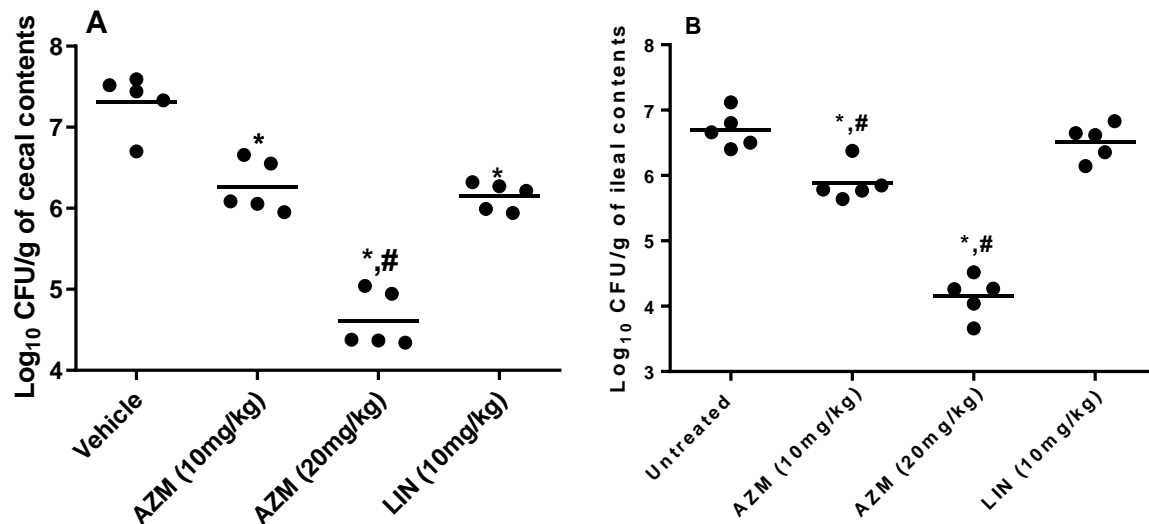 A
Log10 CFU/g of cecal contents
8
7
6
5
4
*
*,#
*
Vehicle
AZM (10mg/kg)
AZM (20mg/kg)
LIN (10mg/kg)
B
Log10 CFU/g of ileal contents
8
7
6
5
4
3
*,#
*,#
Untreated
AZM (10mg/kg)
AZM (20mg/kg)
LIN (10mg/kg)